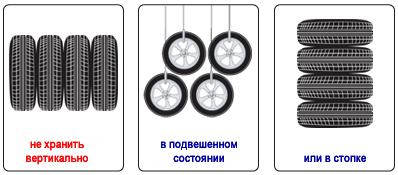 не хранить
вертикально
в подвешенном
состоянии
или в стопке